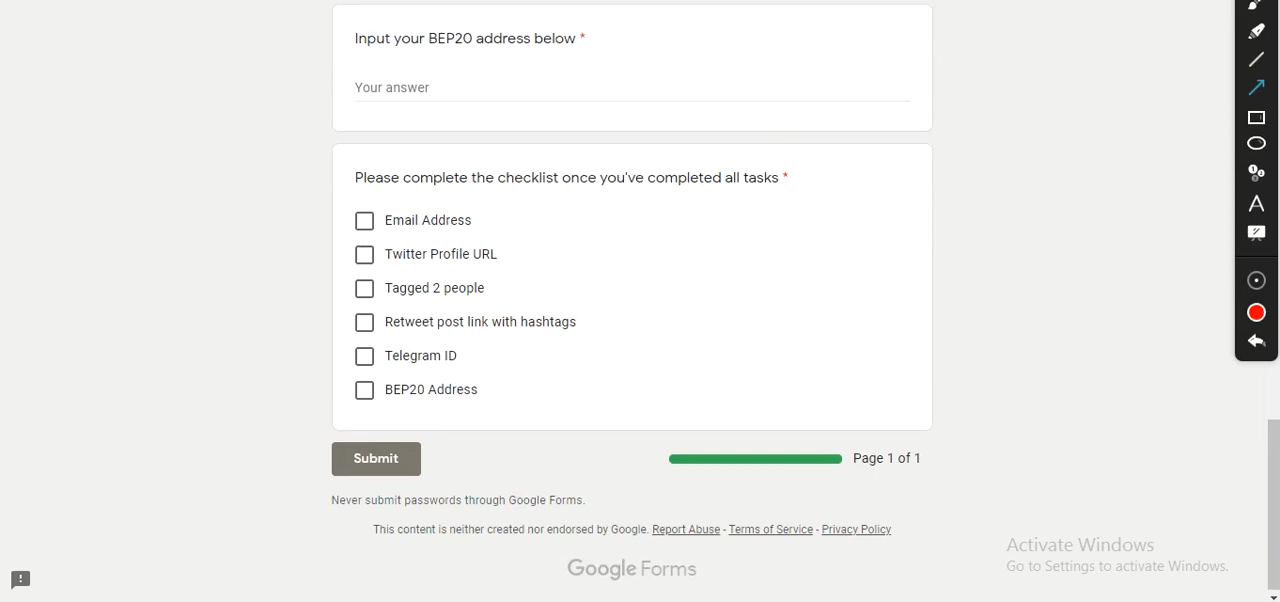 Input your BEP20 address below *
Your answer
Please complete the checklist once you've completed all tasks *
Email Address
Twitter Profile URL
Tagged 2 people
Retweet post link with hashtags
Telegram ID
BEP20 Address
Submit
Page 1 of 1
Never submit passwords through Google Forms.
This content is neither created nor endorsed by Google. Report Abuse - Terms of Service - Privacy Policy
Google Forms
Activate Windows
Go to Settings to activate Windows.